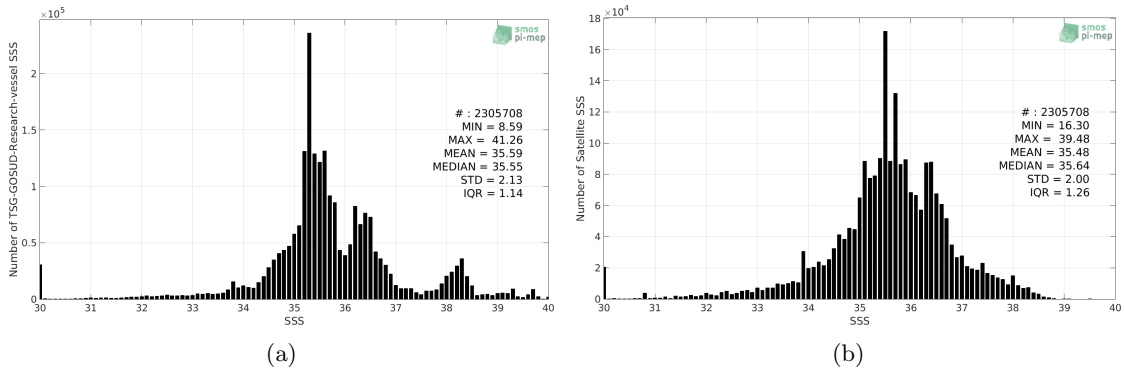 ×10^5
Number of TSG-GOSUD-Research-vessel SSS
2
1.5
1
0.5
0
30 31 32 33 34 35 36 37 38 39 40
SSS
smos
pi-mep
# : 2305708
MIN = 8.59
MAX = 41.26
MEAN = 35.59
MEDIAN = 35.55
STD = 2.13
IQR = 1.14
(a)
×10^4
Number of Satellite SSS
18
16
14
12
10
8
6
4
2
0
30 31 32 33 34 35 36 37 38 39 40
SSS
smos
pi-mep
# : 2305708
MIN = 16.30
MAX = 39.48
MEAN = 35.48
MEDIAN = 35.64
STD = 2.00
IQR = 1.26
(b)